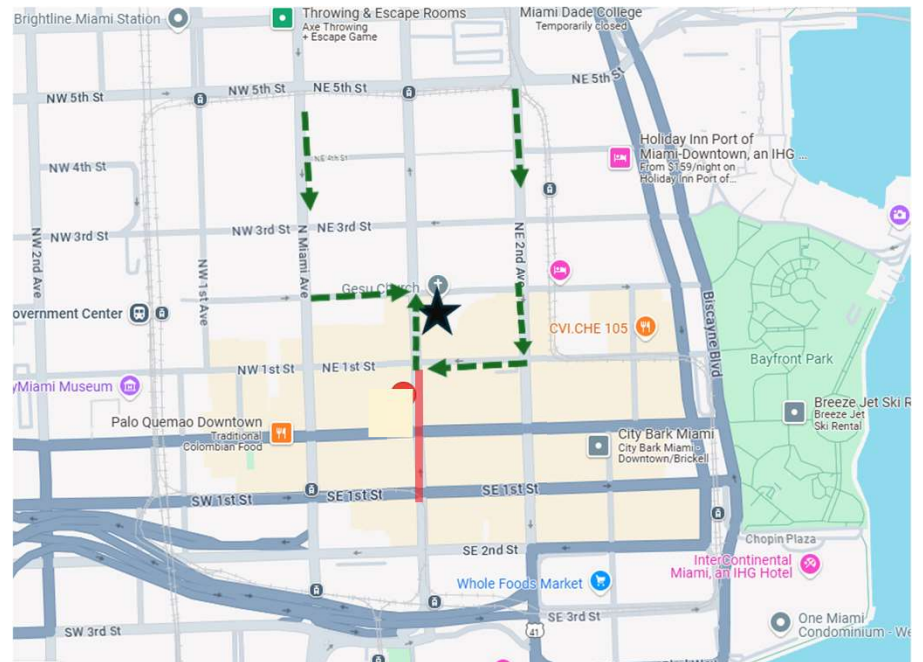 Brightline Miami Station
Throwing & Escape Rooms
Axe Throwing
+ Escape Game
Miami Dade College
Temporarily closed
NW 5th St
NW 5th St
NE 5th St
NE 5th St
NW 4th St
NE 4th St
Holiday Inn Port of
Miami-Downtown, an IHG ...
From $159/night on
Holiday Inn Port of...
NW 2nd Ave
NW 3rd St
NW 3rd St
NE 3rd St
N Miami Ave
NE 2nd Ave
NW 1st Ave
Gesu Church
Biscayne Blvd
overnment Center
CVI.CHE 105
Bayfront Park
NW 1st St
NE 1st St
yMiami Museum
Palo Quemao Downtown
Traditional
Colombian Food
Breeze Jet Ski R
Breeze Jet
Ski Rental
City Bark Miami
City Bark Miami -
Downtown/Brickell
SW 1st St
SE 1st St
SE 1st St
Chopin Plaza
SE 2nd St
InterContinental
Miami, an IHG Hotel
Whole Foods Market
SE 3rd St
One Miami
Condominium - We
SW 3rd St
41